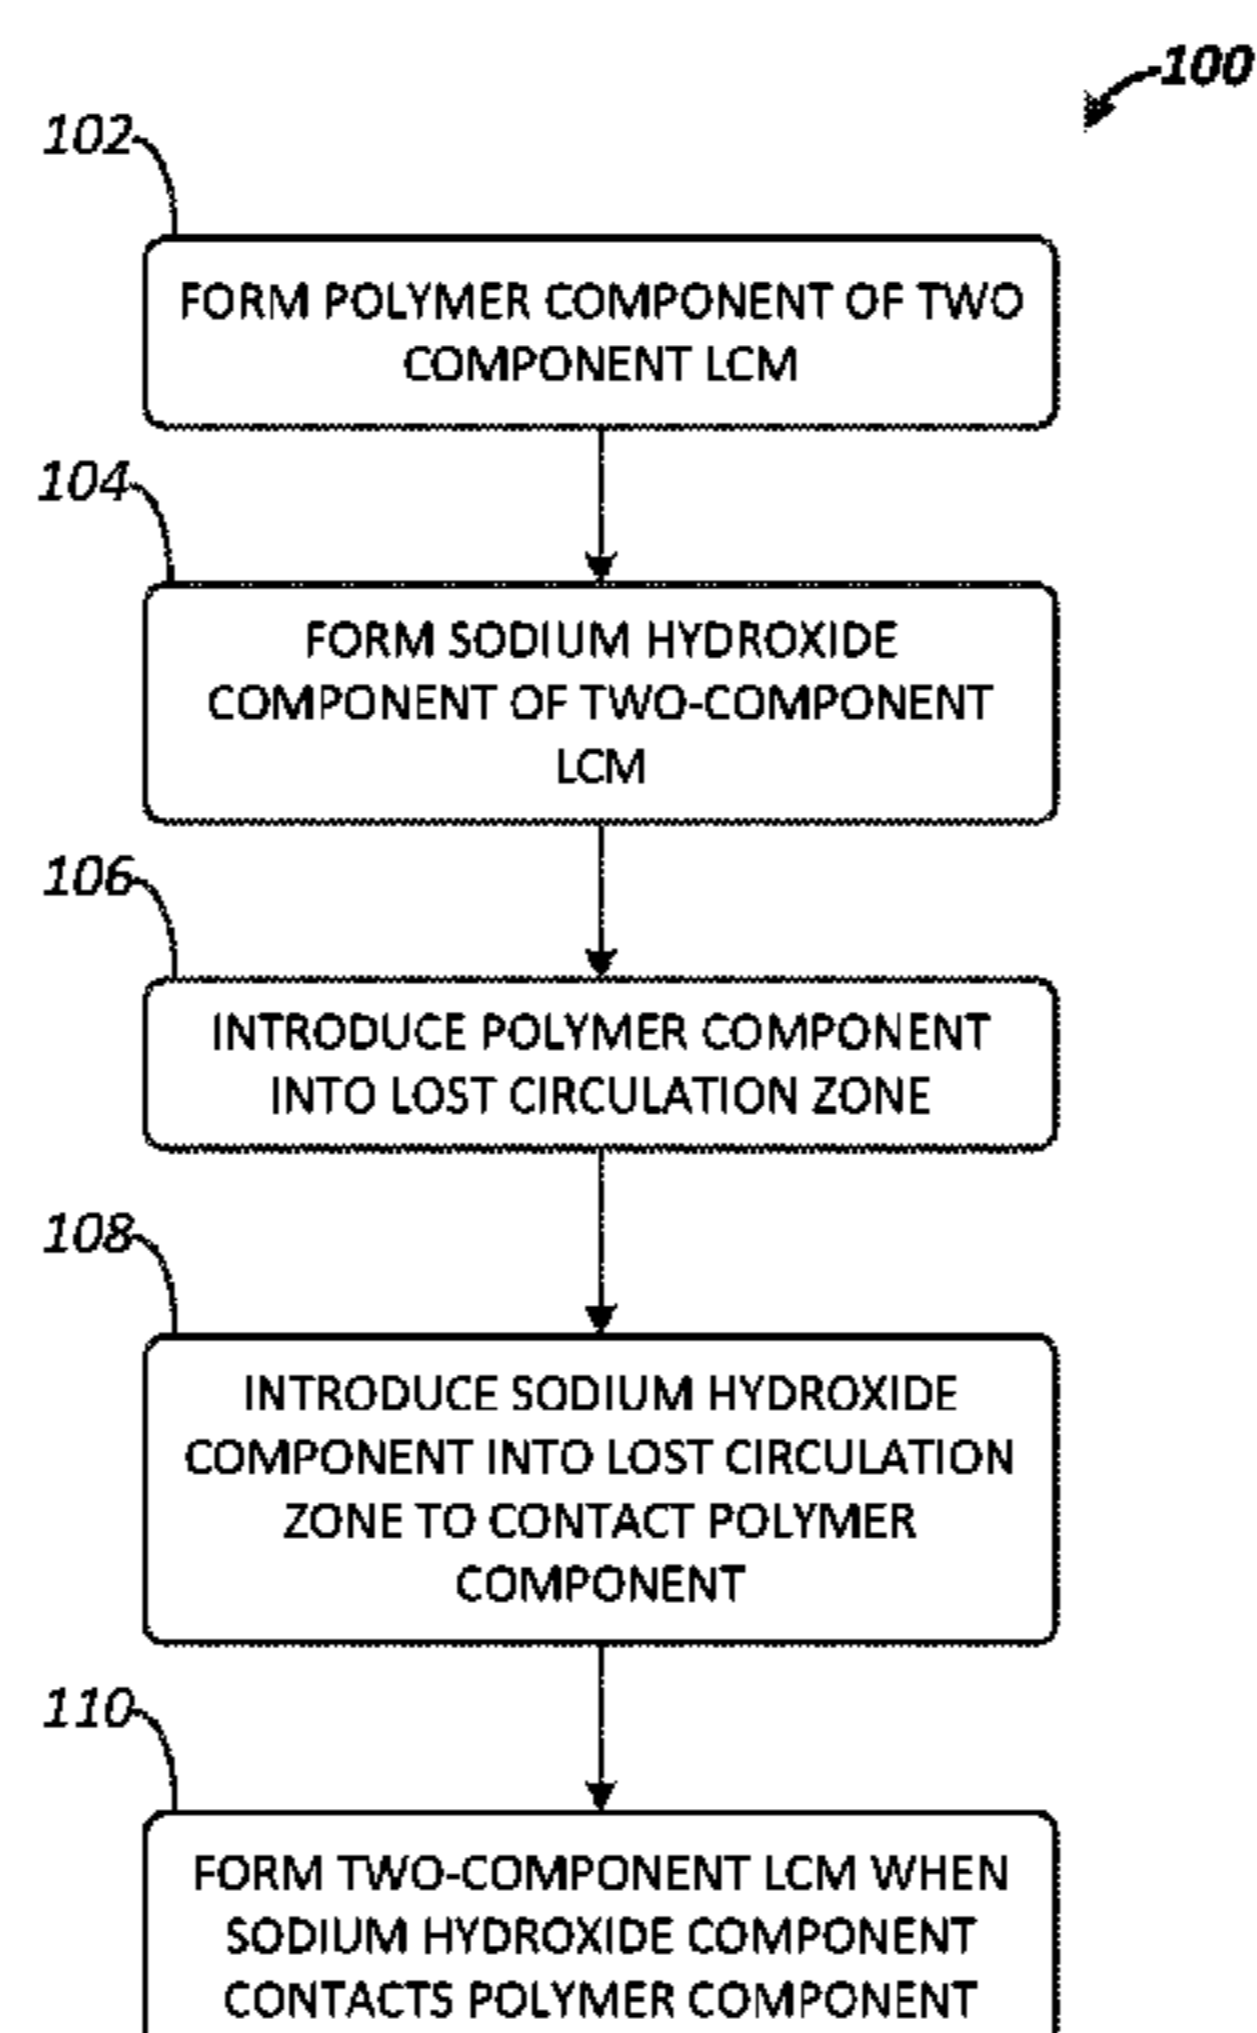 100
102
FORM POLYMER COMPONENT OF TWO
COMPONENT LCM
104
FORM SODIUM HYDROXIDE
COMPONENT OF TWO-COMPONENT
LCM
106
INTRODUCE POLYMER COMPONENT
INTO LOST CIRCULATION ZONE
108
INTRODUCE SODIUM HYDROXIDE
COMPONENT INTO LOST CIRCULATION
ZONE TO CONTACT POLYMER
COMPONENT
110
FORM TWO-COMPONENT LCM WHEN
SODIUM HYDROXIDE COMPONENT
CONTACTS POLYMER COMPONENT